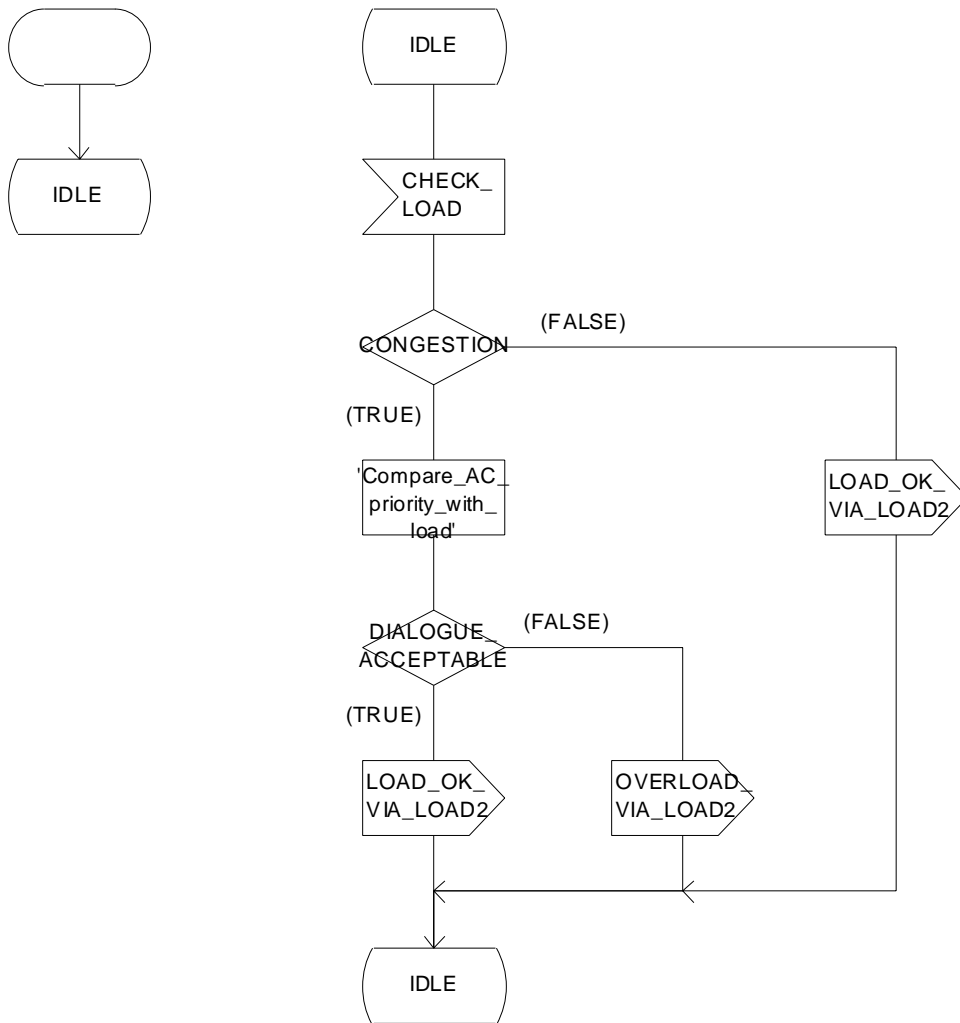 IDLE
IDLE
CHECK_
LOAD
CONGESTION
(FALSE)
(TRUE)
'Compare_AC_
priority_with_
load'
LOAD_OK_
VIA_LOAD2
DIALOGUE_
ACCEPTABLE
(FALSE)
(TRUE)
LOAD_OK_
VIA_LOAD2
OVERLOAD_
VIA_LOAD2
IDLE